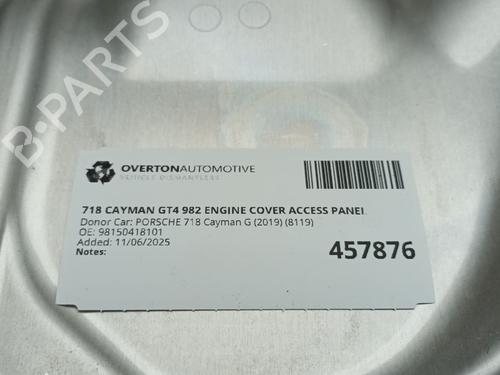 B-PARTS
OVERTONAUTOMOTIVE
VEHICLE DISMANTLERS
718 CAYMAN GT4 982 ENGINE COVER ACCESS PANEL
Donor Car: PORSCHE 718 Cayman G (2019) (8119)
OE: 98150418101
Added: 11/06/2025
Notes:
457876